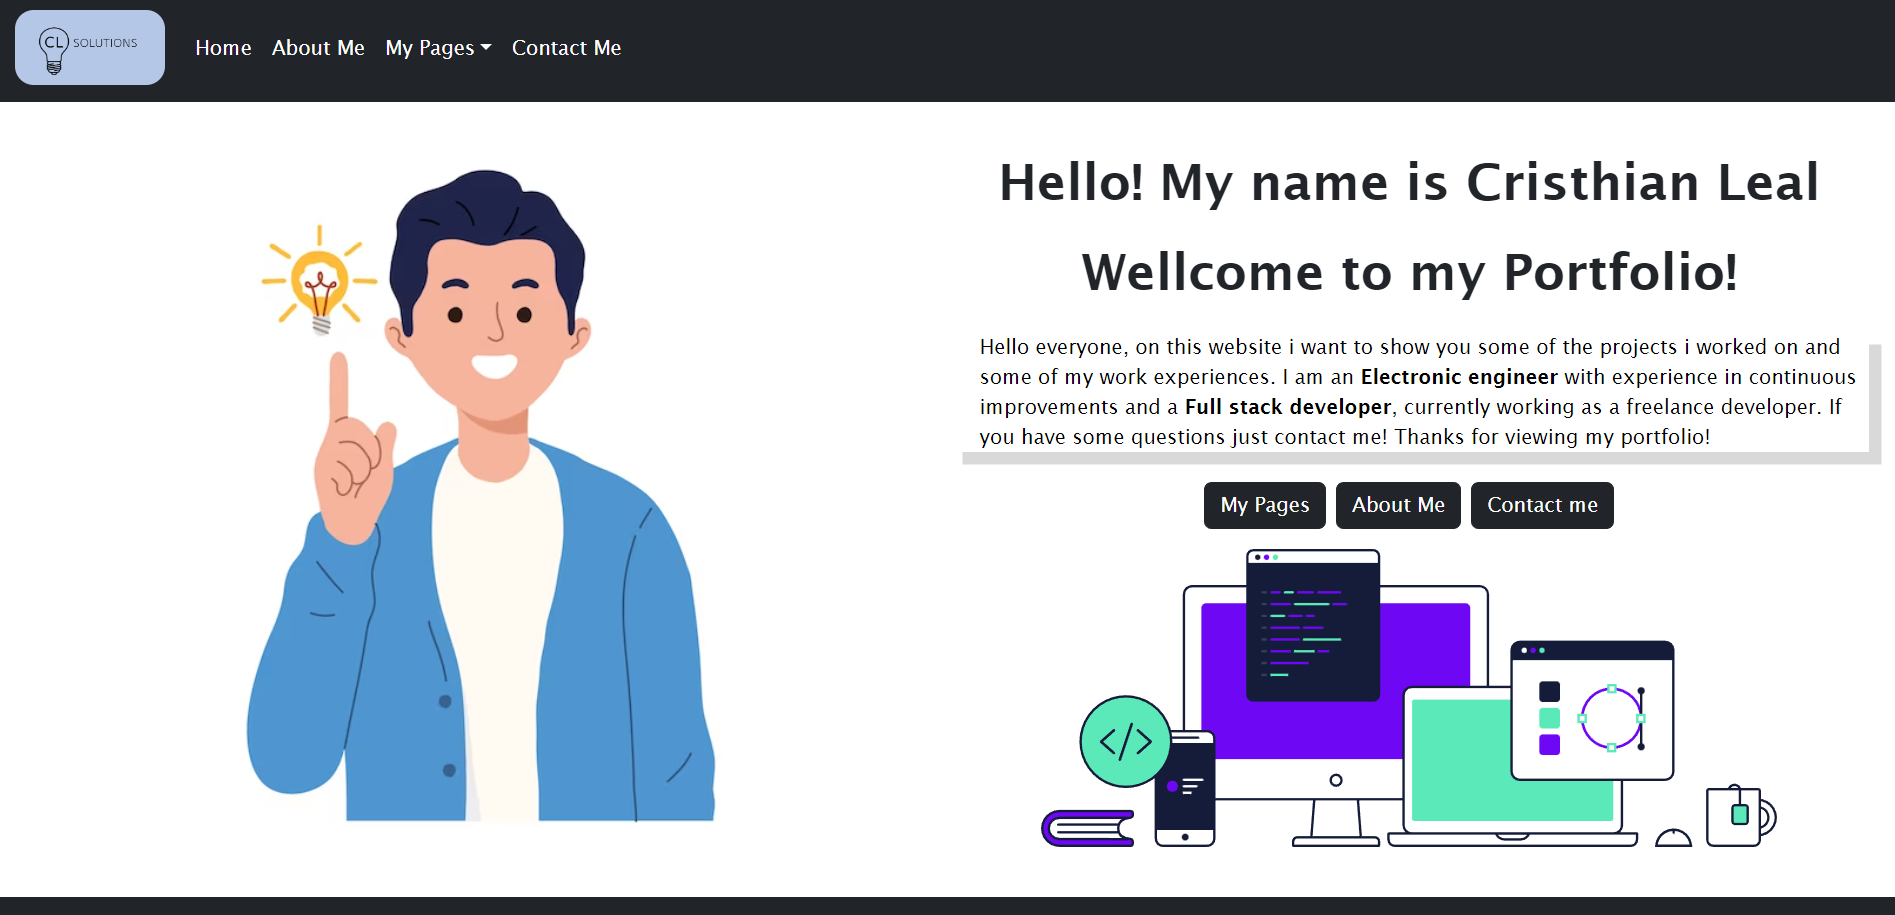 CL SOLUTIONS
Home About Me My Pages Contact Me
Hello! My name is Cristhian Leal
Wellcome to my Portfolio!
Hello everyone, on this website i want to show you some of the projects i worked on and
some of my work experiences. I am an Electronic engineer with experience in continuous
improvements and a Full stack developer, currently working as a freelance developer. If
you have some questions just contact me! Thanks for viewing my portfolio!
My Pages About Me Contact me
</>